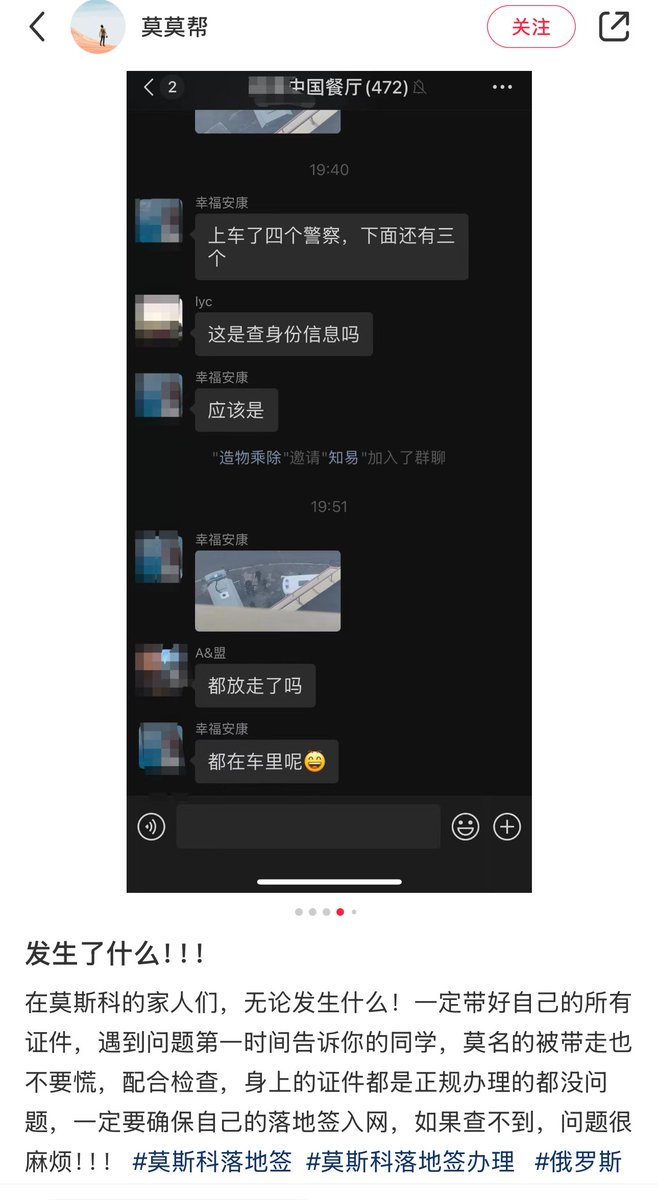 莫莫帮
关注
2
中国餐厅(472)
19:40
幸福安康
上车了四个警察，下面还有三
个
lyc
这是查身份信息吗
幸福安康
应该是
"造物乘除"邀请"知易"加入了群聊
19:51
幸福安康
A&盟
都放走了吗
幸福安康
都在车里呢😄
发生了什么！！！
在莫斯科的家人们，无论发生什么！一定带好自己的所有
证件，遇到问题第一时间告诉你的同学，莫名的被带走也
不要慌，配合检查，身上的证件都是正规办理的都没问
题，一定要确保自己的落地签入网，如果查不到，问题很
麻烦！！！ #莫斯科落地签 #莫斯科落地签办理 #俄罗斯